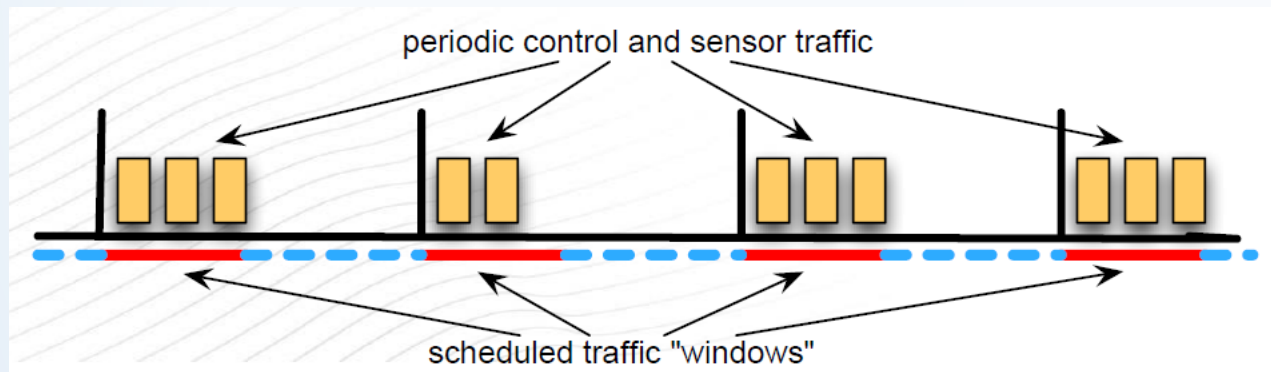 periodic control and sensor traffic
scheduled traffic "windows"